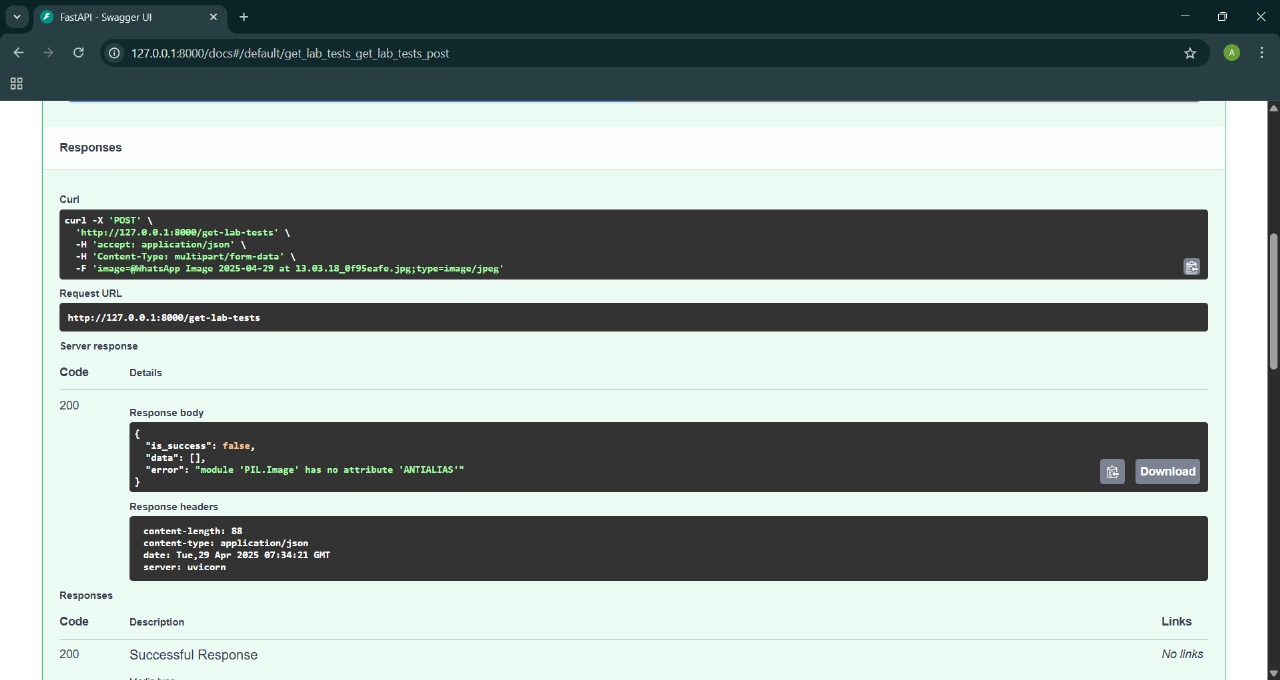 FastAPI - Swagger UI
127.0.0.1:8000/docs#/default/get_lab_tests_get_lab_tests_post
A
Responses
Curl
curl -X 'POST' \
'http://127.0.0.1:8000/get-lab-tests' \
-H 'accept: application/json' \
-H 'Content-Type: multipart/form-data' \
-F 'image=@WhatsApp Image 2025-04-29 at 13.03.18_0f95eafe.jpg;type=image/jpeg'
Request URL
http://127.0.0.1:8000/get-lab-tests
Server response
Code Details
200
Response body
{
"is_success": false,
"data": [],
"error": "module 'PIL.Image' has no attribute 'ANTIALIAS'"
}
Download
Response headers
content-length: 88
content-type: application/json
date: Tue,29 Apr 2025 07:34:21 GMT
server: uvicorn
Responses
Code Description Links
200 Successful Response No links